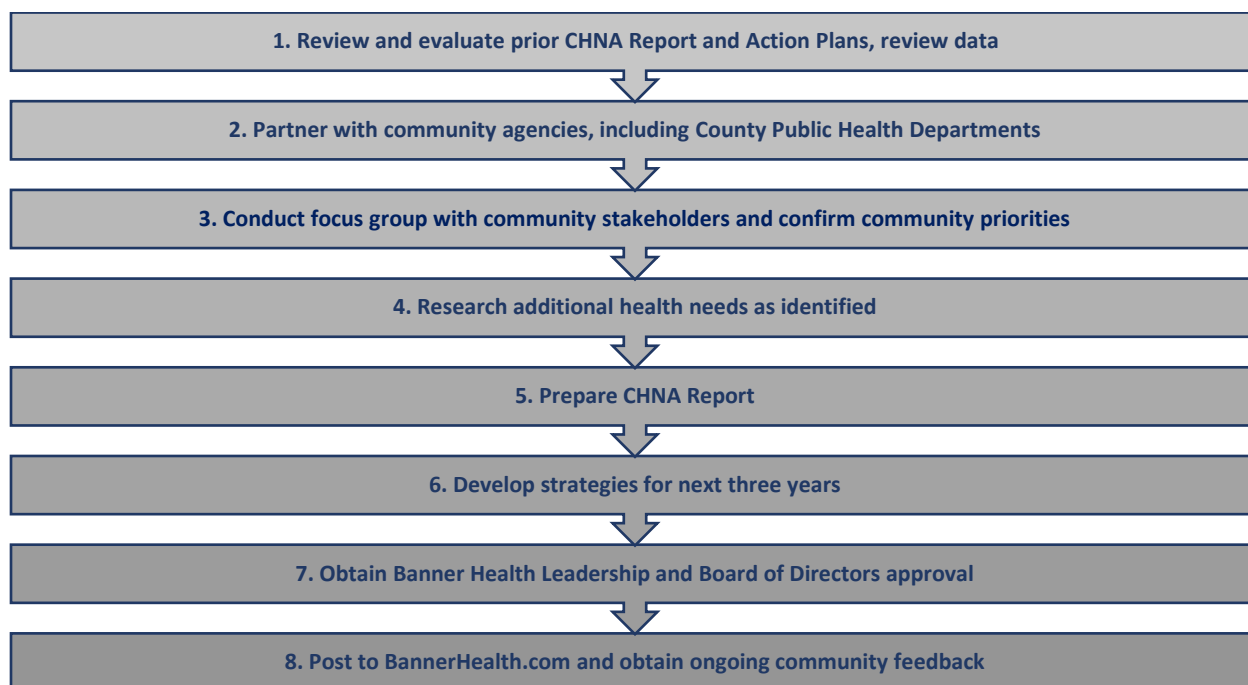 1. Review and evaluate prior CHNA Report and Action Plans, review data
2. Partner with community agencies, including County Public Health Departments
3. Conduct focus group with community stakeholders and confirm community priorities
4. Research additional health needs as identified
5. Prepare CHNA Report
6. Develop strategies for next three years
7. Obtain Banner Health Leadership and Board of Directors approval
8. Post to BannerHealth.com and obtain ongoing community feedback